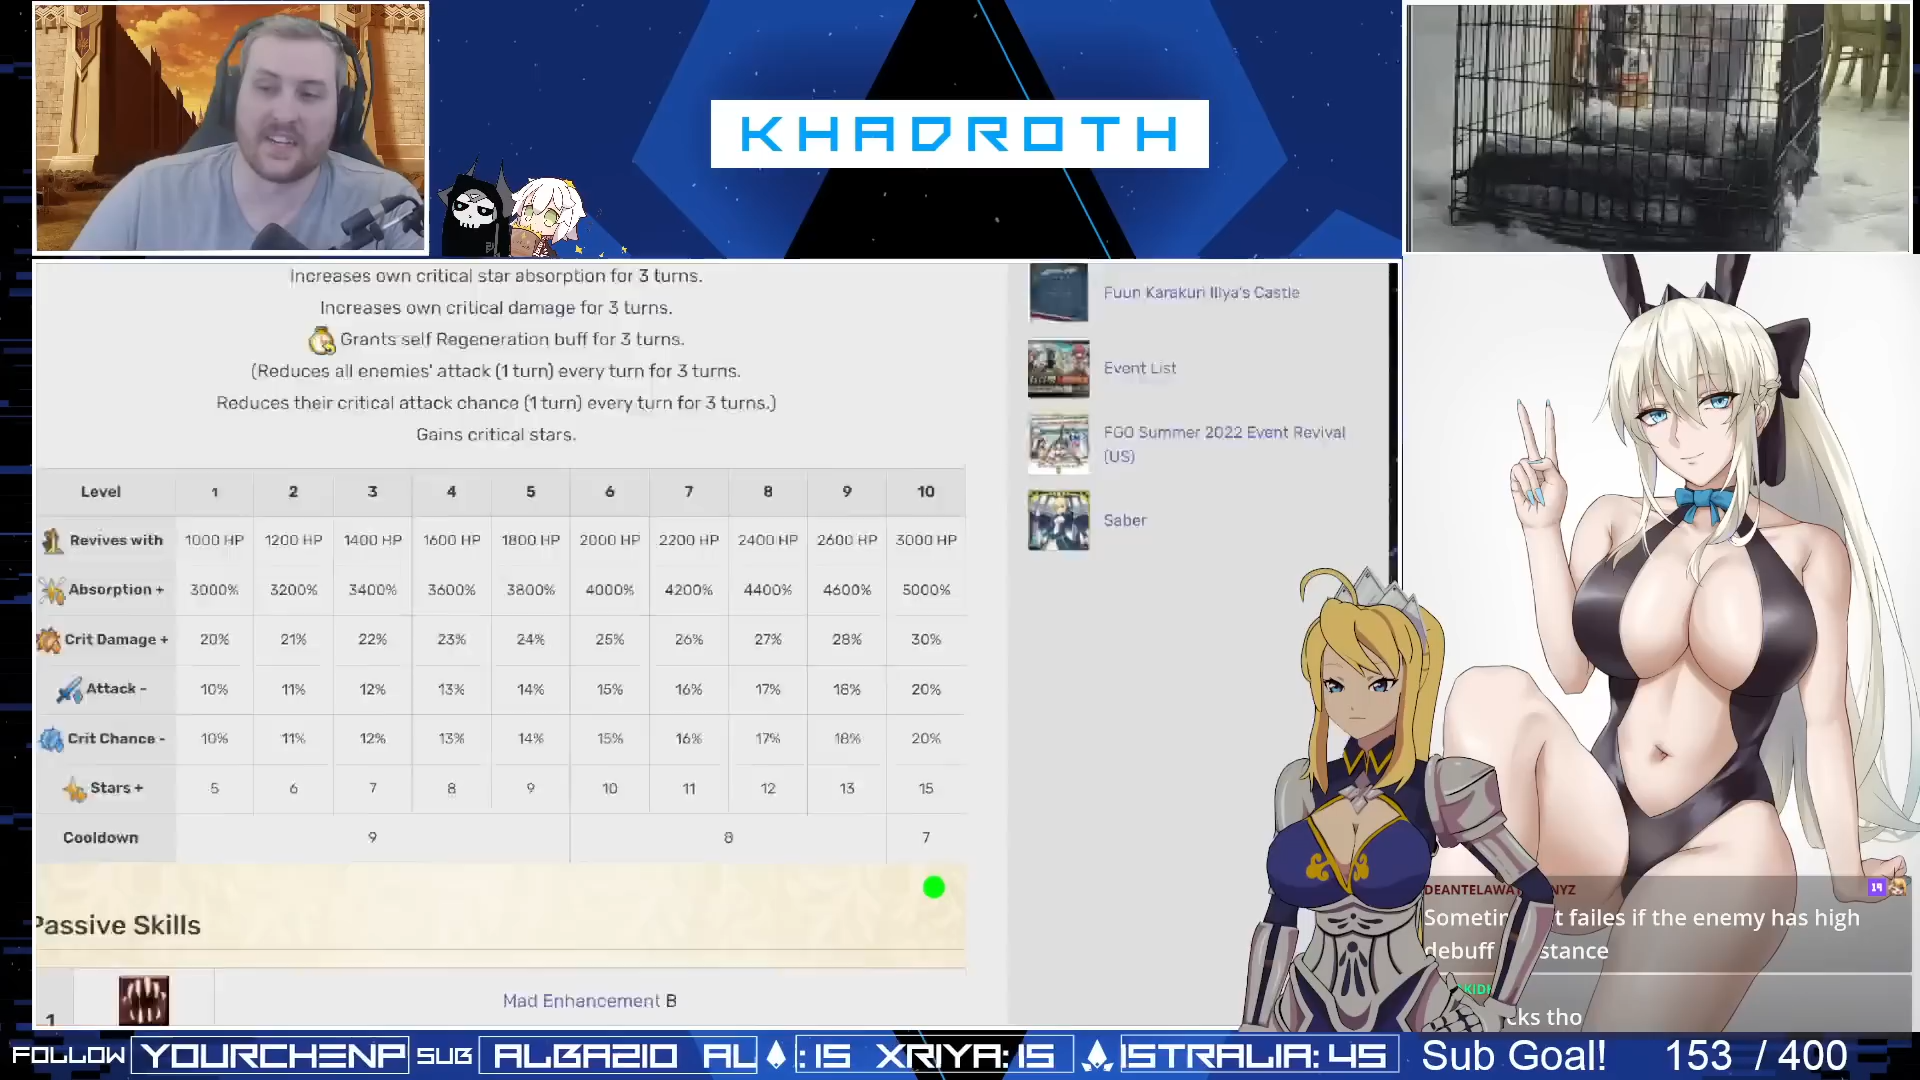 KHADROTH
Increases own critical star absorption for 3 turns.
Increases own critical damage for 3 turns.
Grants self Regeneration buff for 3 turns.
(Reduces all enemies' attack (1 turn) every turn for 3 turns.
Reduces their critical attack chance (1 turn) every turn for 3 turns.)
Gains critical stars.
Level 1 2 3 4 5 6 7 8 9 10
Revives with 1000 HP 1200 HP 1400 HP 1600 HP 1800 HP 2000 HP 2200 HP 2400 HP 2600 HP 3000 HP
Absorption + 3000% 3200% 3400% 3600% 3800% 4000% 4200% 4400% 4600% 5000%
Crit Damage + 20% 21% 22% 23% 24% 25% 26% 27% 28% 30%
Attack - 10% 11% 12% 13% 14% 15% 16% 17% 18% 20%
Crit Chance - 10% 11% 12% 13% 14% 15% 16% 17% 18% 20%
Stars + 5 6 7 8 9 10 11 12 13 15
Cooldown 9 8 7
Passive Skills
1 Mad Enhancement B
Fuun Karakuri Illya's Castle
Event List
FGO Summer 2022 Event Revival
(US)
Saber
19
failes if the enemy has high
debuff
tho
FOLLOW YOURCHENP SUB ALBA210 AL : 15 XRIYA: 15 ISTRALIA: 45 Sub Goal! 153 / 400